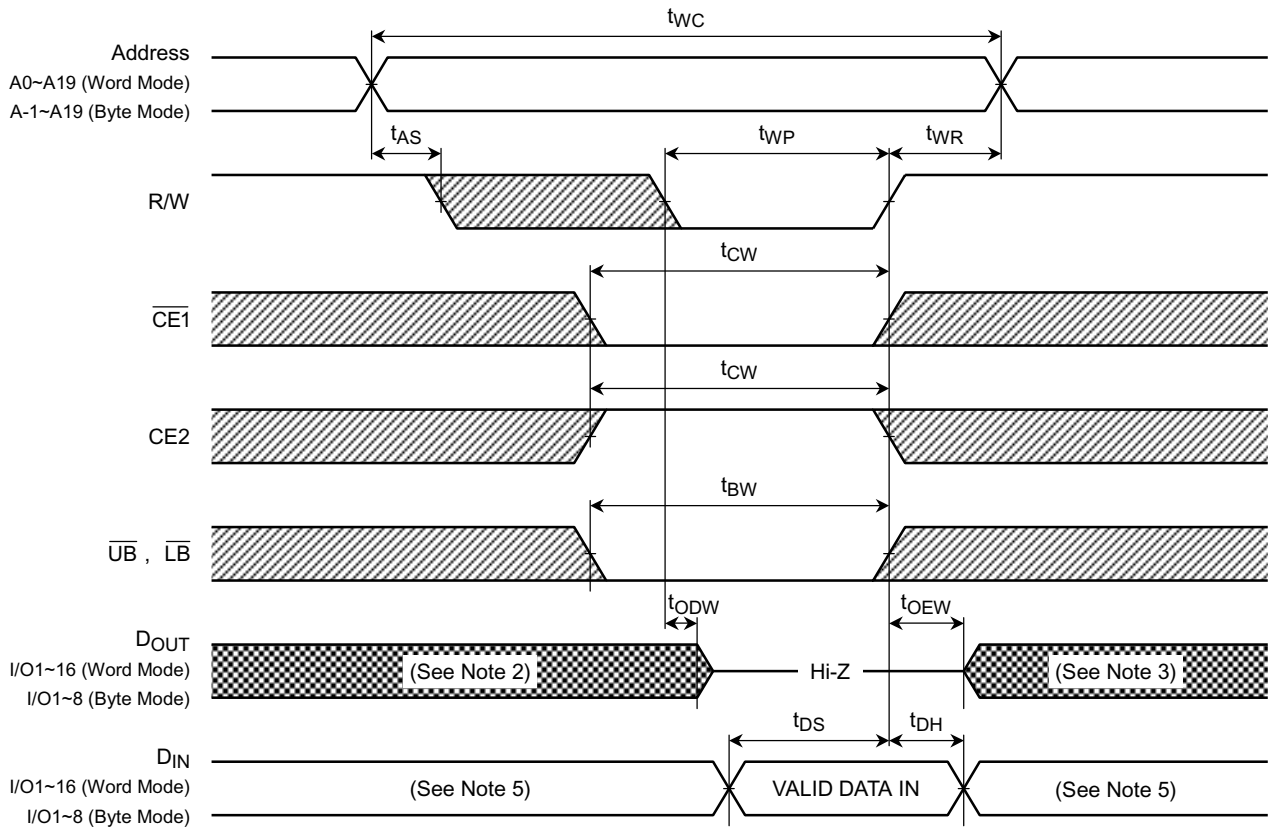 tWC
Address
A0~A19 (Word Mode)
A-1~A19 (Byte Mode)
tAS
tWP
tWR
R/W
tCW
CE1
tCW
CE2
tBW
UB , LB
tODW
tOEW
DOUT
I/O1~16 (Word Mode)
I/O1~8 (Byte Mode)
(See Note 2)
Hi-Z
(See Note 3)
tDS
tDH
DIN
I/O1~16 (Word Mode)
I/O1~8 (Byte Mode)
(See Note 5)
VALID DATA IN
(See Note 5)